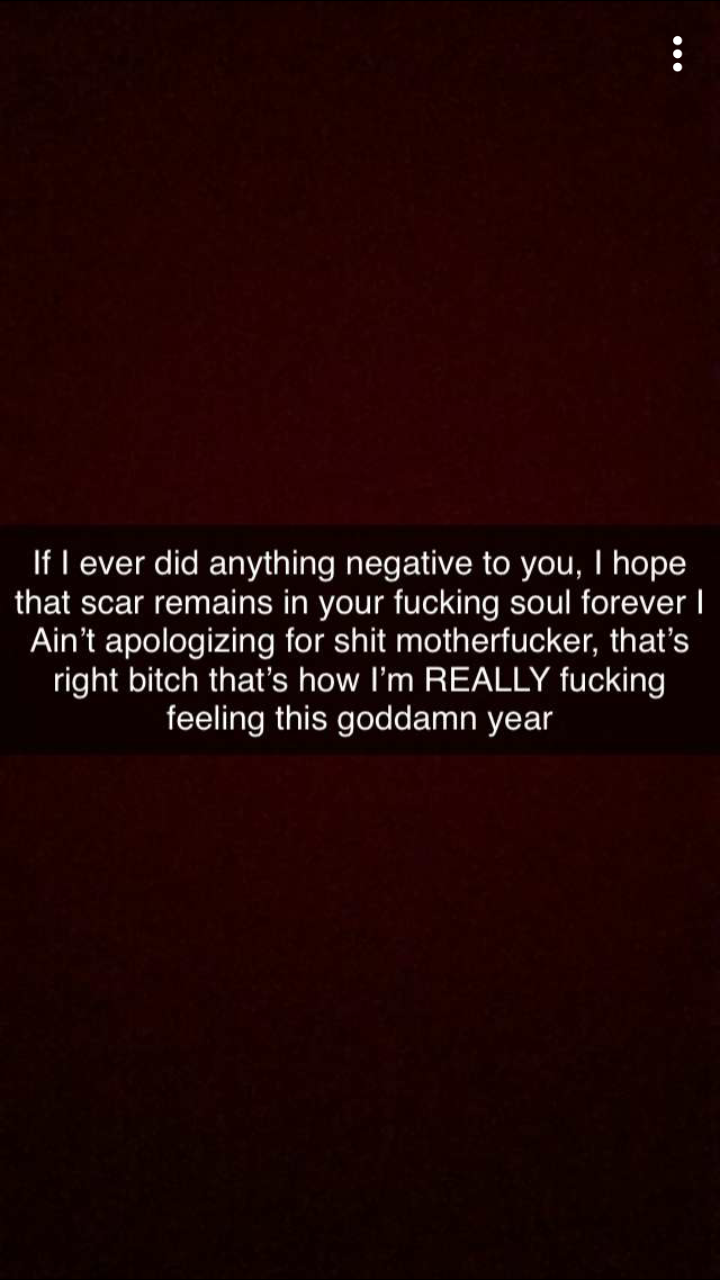 If I ever did anything negative to you, I hope
that scar remains in your fucking soul forever I
Ain’t apologizing for shit motherfucker, that’s
right bitch that’s how I’m REALLY fucking
feeling this goddamn year